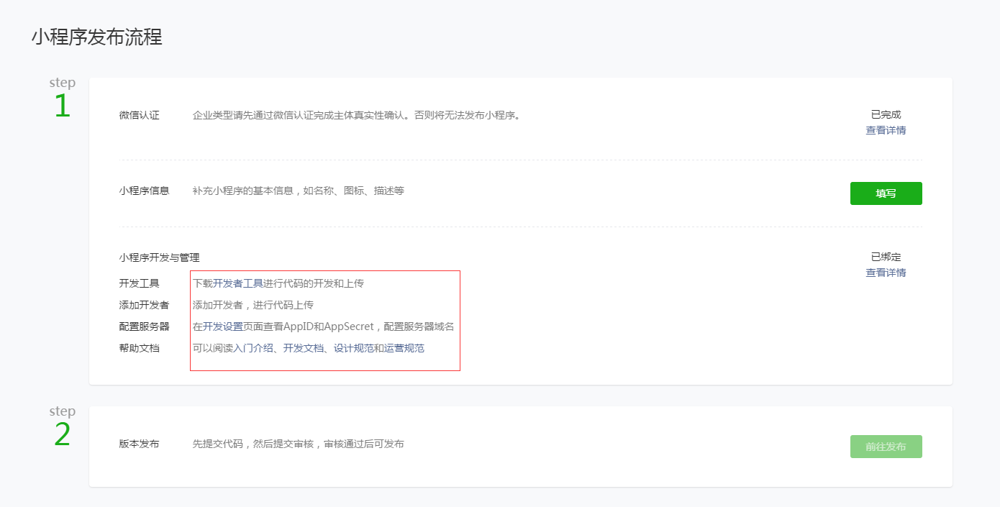 小程序发布流程
step
1
微信认证 企业类型请先通过微信认证完成主体真实性确认。否则将无法发布小程序。 已完成
查看详情
小程序信息 补充小程序的基本信息，如名称、图标、描述等 填写
小程序开发与管理 已绑定
查看详情
开发工具 下载开发者工具进行代码的开发和上传
添加开发者 添加开发者，进行代码上传
配置服务器 在开发设置页面查看AppID和AppSecret，配置服务器域名
帮助文档 可以阅读入门介绍、开发文档、设计规范和运营规范
step
2
版本发布 先提交代码，然后提交审核，审核通过后可发布 前往发布